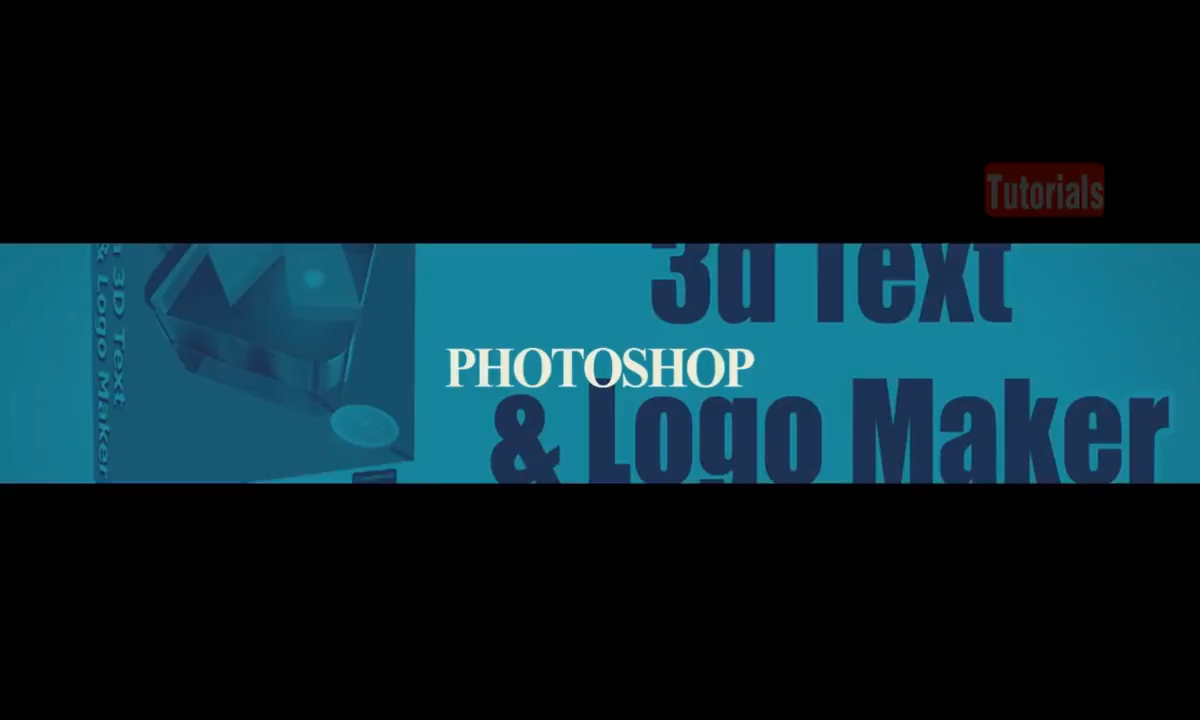 Tutorials
3d Text
PHOTOSHOP
& Logo Maker
3D Text
& Logo Maker